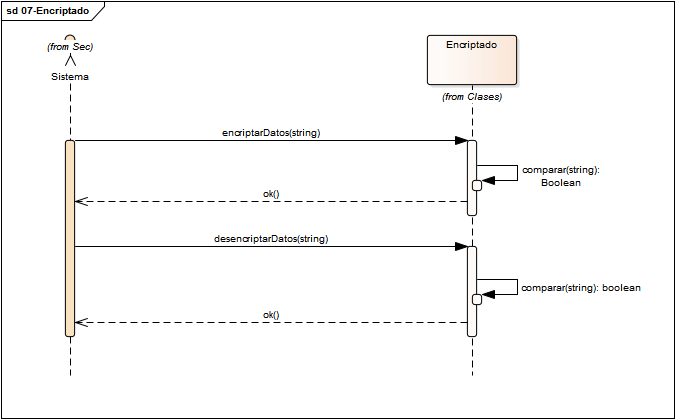 sd 07-Encriptado
(from Sec)
Sistema
Encriptado
(from Clases)
encriptarDatos(string)
comparar(string):
Boolean
ok()
desencriptarDatos(string)
comparar(string): boolean
ok()